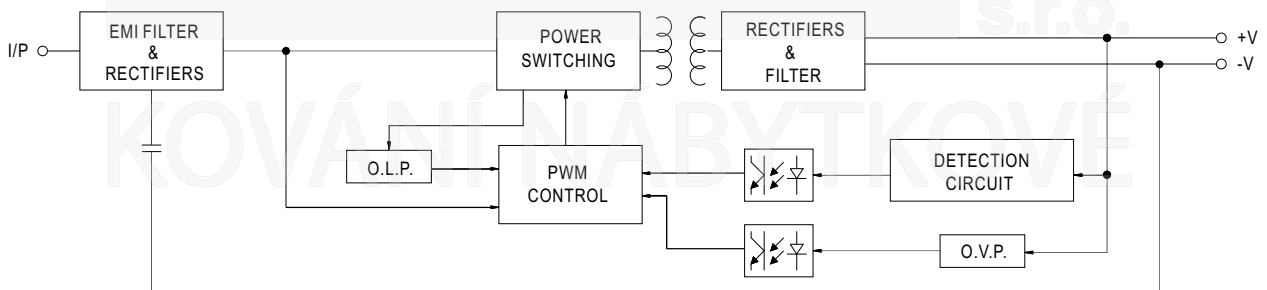 s.r.o.
I/P
EMI FILTER
&
RECTIFIERS
POWER
SWITCHING
RECTIFIERS
&
FILTER
+V
-V
KOVÁNÍ NÁBYTKOVÉ
O.L.P.
PWM
CONTROL
DETECTION
CIRCUIT
O.V.P.